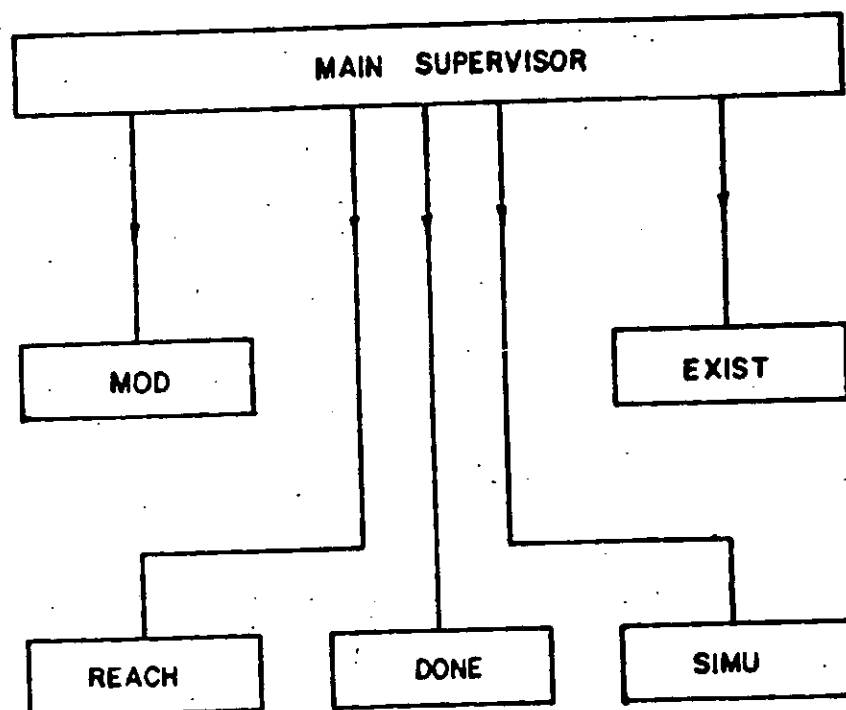 MAIN SUPERVISOR
MOD
EXIST
REACH
DONE
SIMU